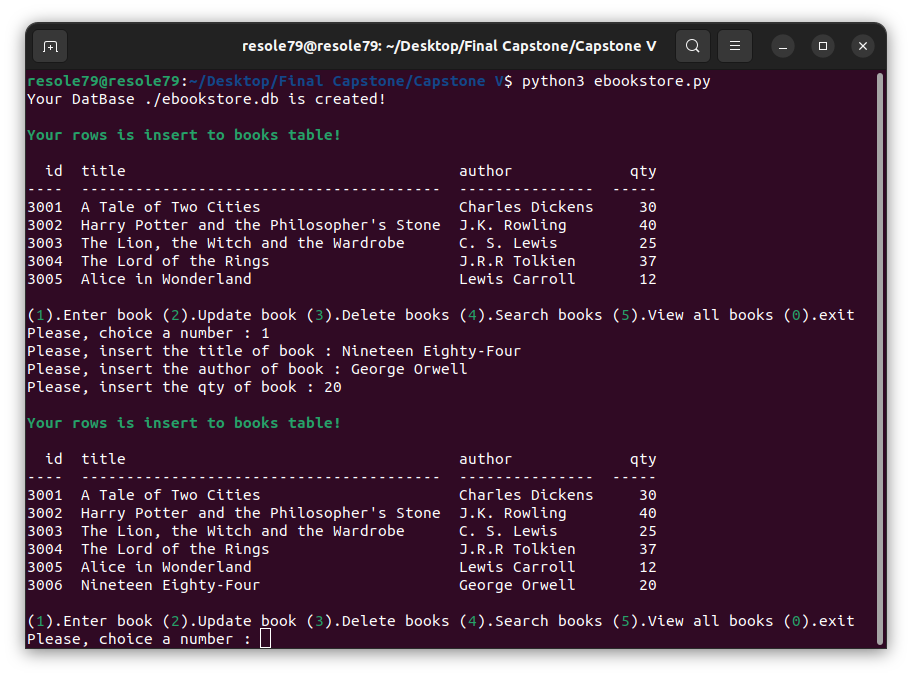 resole79@resole79: ~/Desktop/Final Capstone/Capstone V
resole79@resole79:~/Desktop/Final Capstone/Capstone V$ python3 ebookstore.py
Your DatBase ./ebookstore.db is created!
Your rows is insert to books table!
  id  title                                     author             qty
----  ----------------------------------------  ---------------  -----
3001  A Tale of Two Cities                      Charles Dickens     30
3002  Harry Potter and the Philosopher's Stone  J.K. Rowling        40
3003  The Lion, the Witch and the Wardrobe      C. S. Lewis         25
3004  The Lord of the Rings                     J.R.R Tolkien       37
3005  Alice in Wonderland                       Lewis Carroll       12
(1).Enter book (2).Update book (3).Delete books (4).Search books (5).View all books (0).exit
Please, choice a number : 1
Please, insert the title of book : Nineteen Eighty-Four
Please, insert the author of book : George Orwell
Please, insert the qty of book : 20
Your rows is insert to books table!
  id  title                                     author             qty
----  ----------------------------------------  ---------------  -----
3001  A Tale of Two Cities                      Charles Dickens     30
3002  Harry Potter and the Philosopher's Stone  J.K. Rowling        40
3003  The Lion, the Witch and the Wardrobe      C. S. Lewis         25
3004  The Lord of the Rings                     J.R.R Tolkien       37
3005  Alice in Wonderland                       Lewis Carroll       12
3006  Nineteen Eighty-Four                      George Orwell       20
(1).Enter book (2).Update book (3).Delete books (4).Search books (5).View all books (0).exit
Please, choice a number :